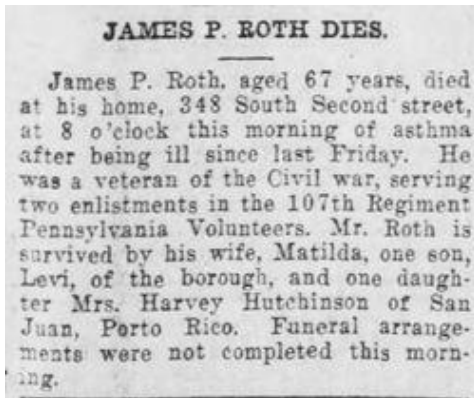 JAMES P. ROTH DIES.
James P. Roth, aged 67 years, died
at his home, 348 South Second street,
at 8 o'clock this morning of asthma
after being ill since last Friday. He
was a veteran of the Civil war, serving
two enlistments in the 107th Regiment
Pennsylvania Volunteers. Mr. Roth is
survived by his wife, Matilda, one son,
Levi, of the borough, and one daugh-
ter Mrs. Harvey Hutchinson of San
Juan, Porto Rico. Funeral arrange-
ments were not completed this morn-
ing.